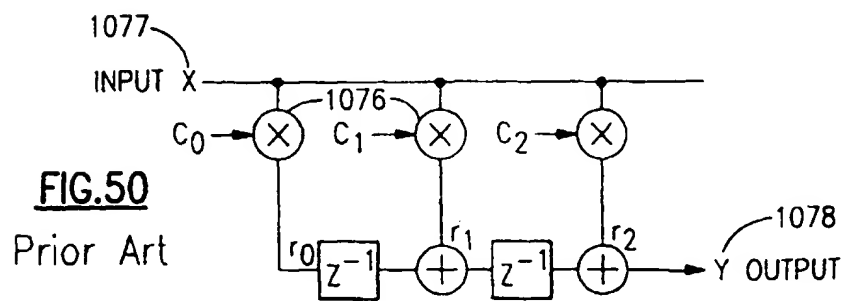 1077
INPUT X
1076
C₀ × C₁ × C₂ ×
FIG.50
Prior Art
r₀ z⁻¹ + r₁ z⁻¹ + r₂
1078
Y OUTPUT